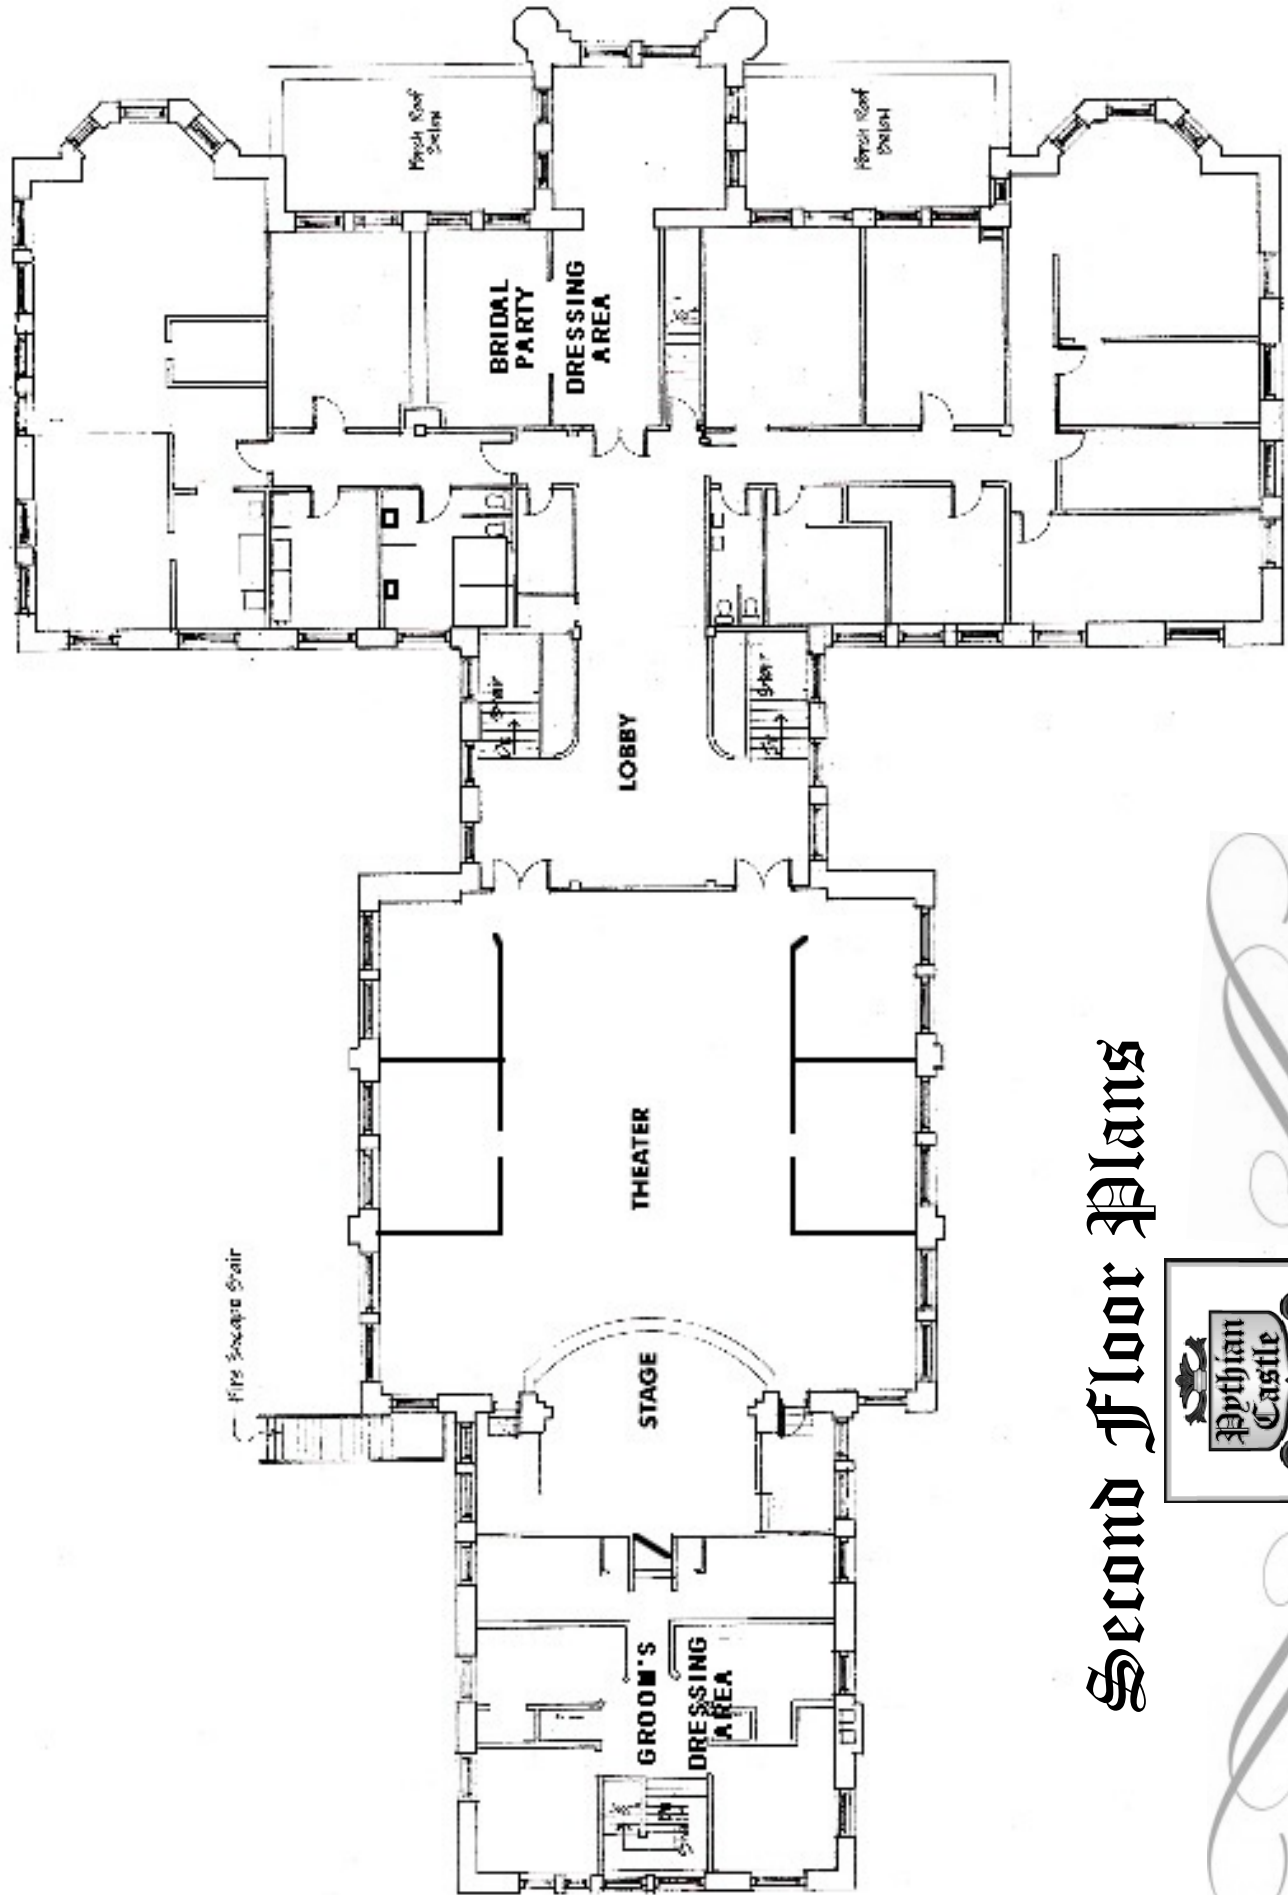 Porch Roof
Below
Porch Roof
Below
BRIDAL
PARTY
DRESSING
AREA
Stair
Dn
Stair
LOBBY
THEATER
Fire Escape Stair
STAGE
GROOM'S
DRESSING
AREA
Second Floor Plans
Pythian
Castle